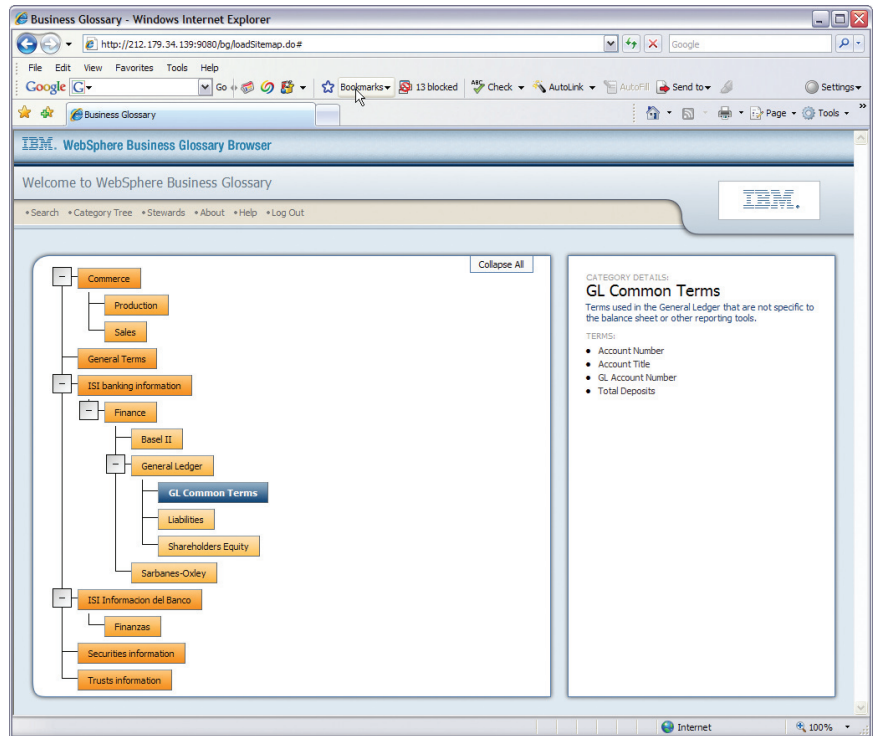 Business Glossary - Windows Internet Explorer
http://212.179.34.139:9080/bg/loadSitemap.do#
Google
File Edit View Favorites Tools Help
Google G Go Bookmarks 13 blocked ABC Check AutoLink AutoFill Send to Settings
Business Glossary Page Tools »
IBM. WebSphere Business Glossary Browser
Welcome to WebSphere Business Glossary
IBM.
Search Category Tree Stewards About Help Log Out
Collapse All
Commerce
Production
Sales
General Terms
ISI banking information
Finance
Basel II
General Ledger
GL Common Terms
Liabilities
Shareholders Equity
Sarbanes-Oxley
ISI Informacion del Banco
Finanzas
Securities information
Trusts information
CATEGORY DETAILS:
GL Common Terms
Terms used in the General Ledger that are not specific to
the balance sheet or other reporting tools.
TERMS:
Account Number
Account Title
GL Account Number
Total Deposits
Internet 100%